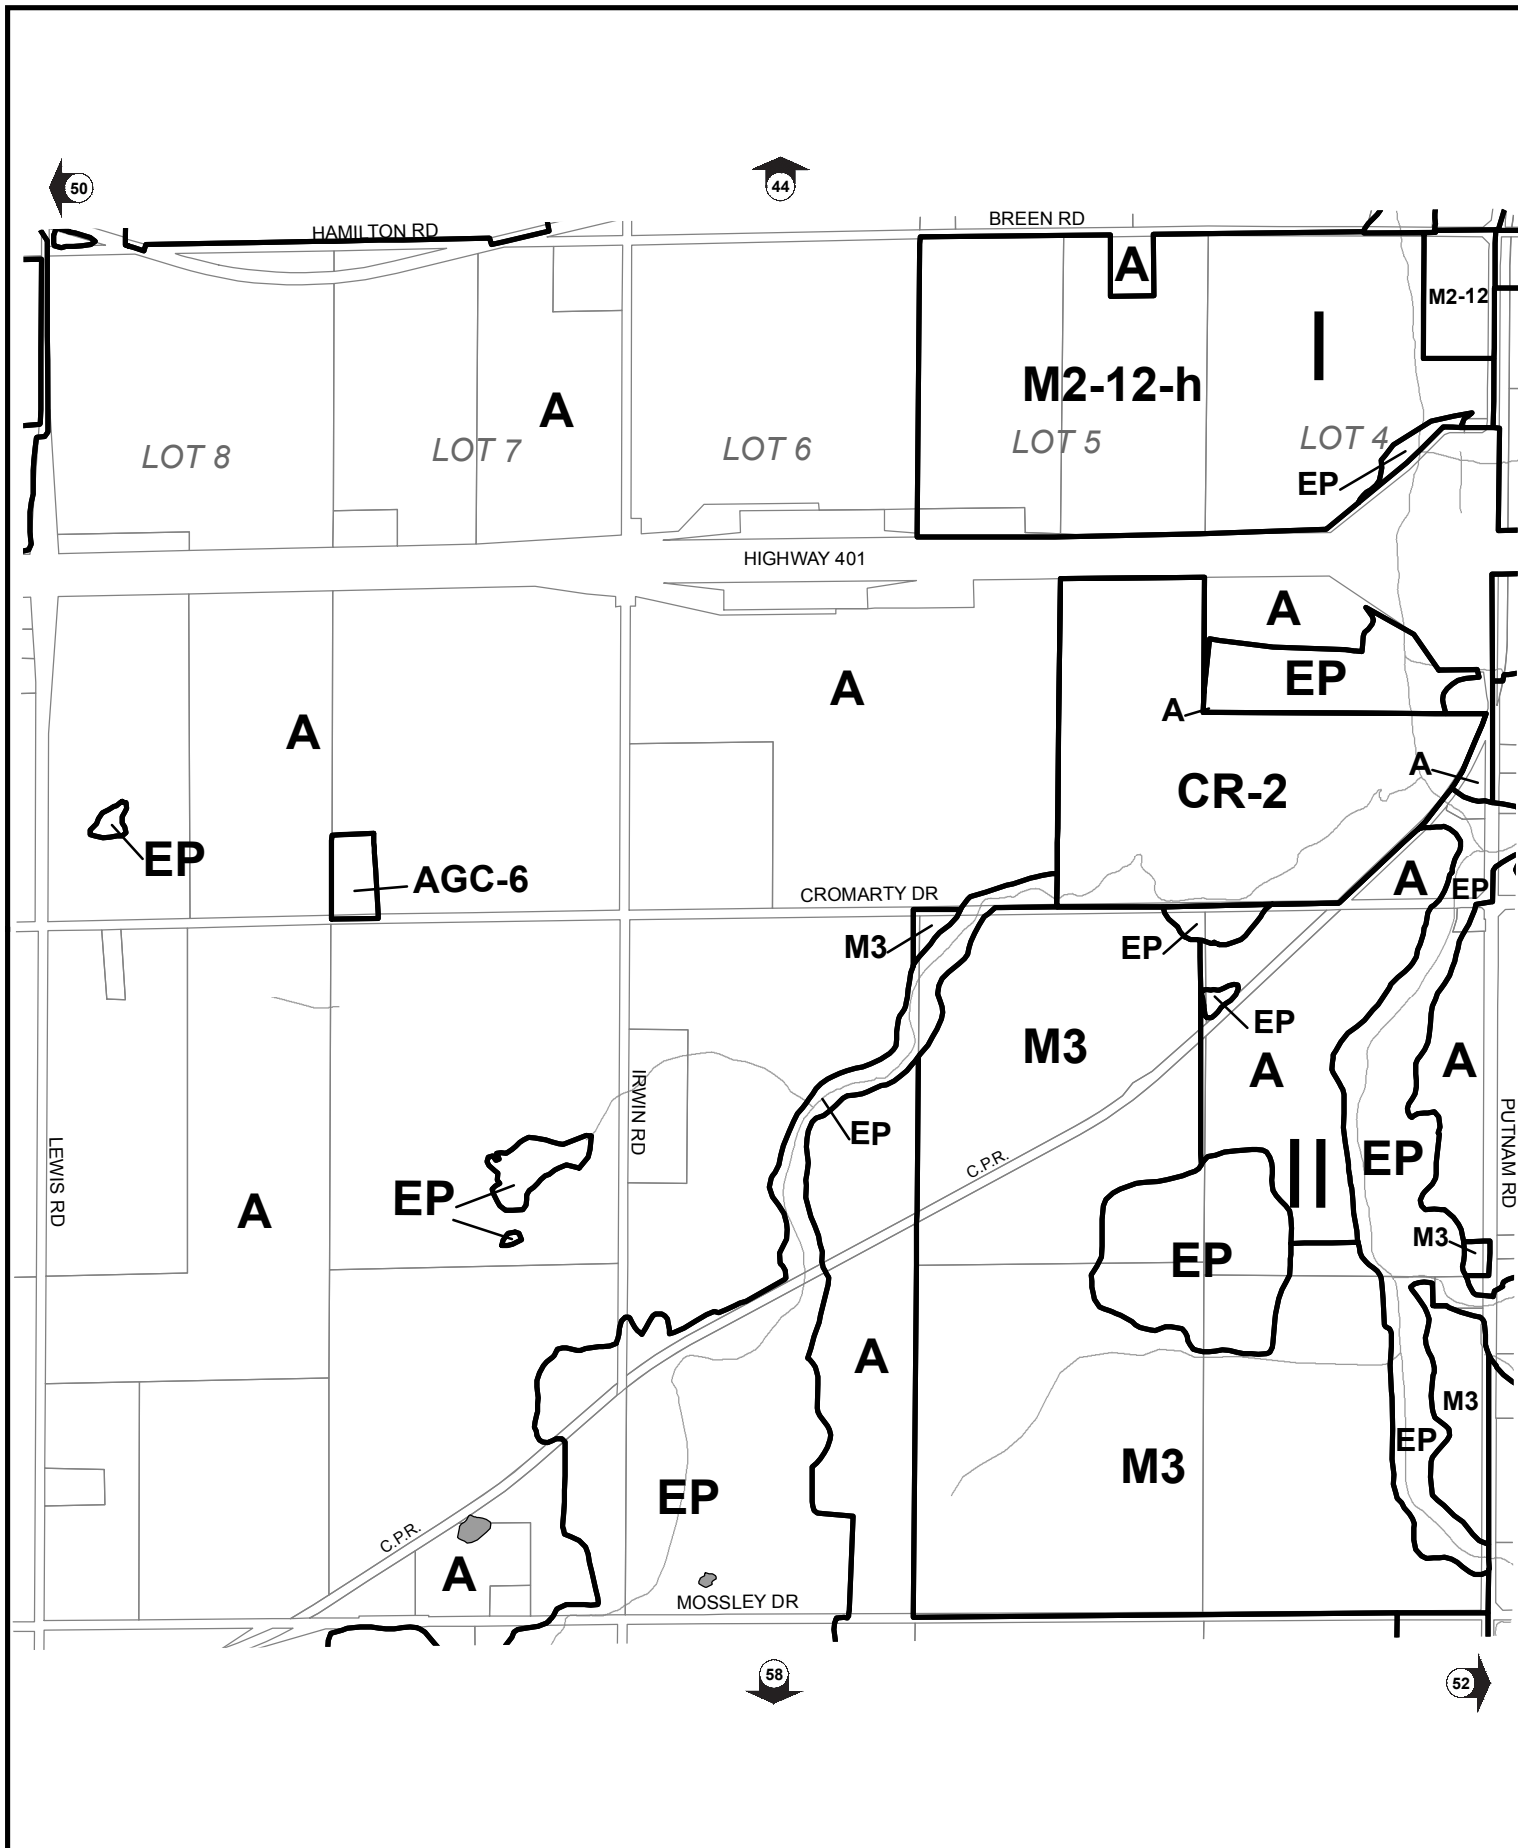 50
44
HAMILTON RD
BREEN RD
A
M2-12
M2-12-h
I
A
LOT 8
LOT 7
LOT 6
LOT 5
LOT 4
EP
HIGHWAY 401
A
EP
A
A
A
A
CR-2
EP
AGC-6
A
EP
CROMARTY DR
M3
EP
EP
M3
A
A
IRWIN RD
PUTNAM RD
EP
LEWIS RD
C.P.R.
EP
II
EP
A
M3
EP
A
M3
EP
M3
EP
C.P.R.
A
MOSSLEY DR
58
52